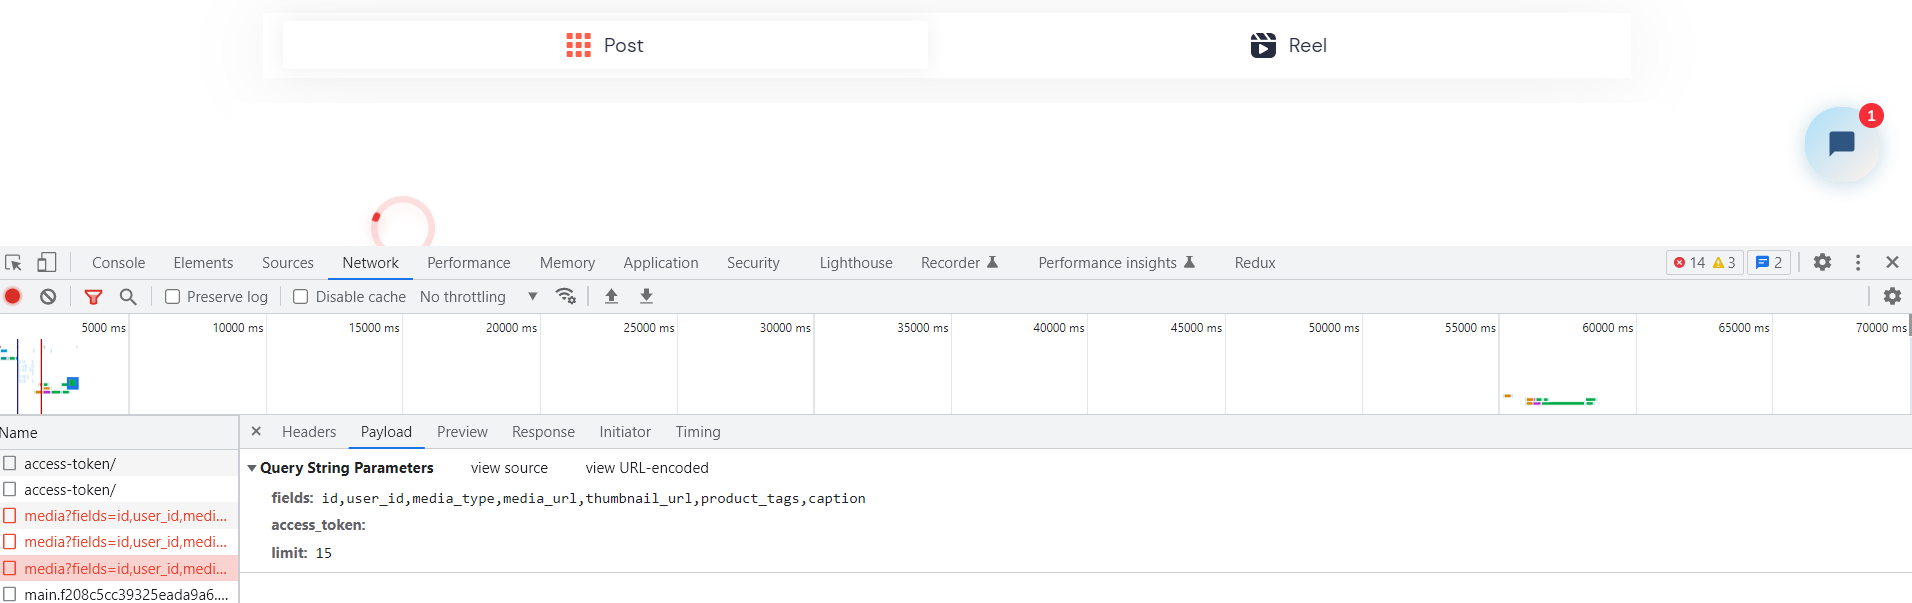 Post
Reel
1
Console Elements Sources Network Performance Memory Application Security Lighthouse Recorder Performance insights Redux 14 3 2
Preserve log Disable cache No throttling
5000 ms 10000 ms 15000 ms 20000 ms 25000 ms 30000 ms 35000 ms 40000 ms 45000 ms 50000 ms 55000 ms 60000 ms 65000 ms 70000 ms
Name
Headers Payload Preview Response Initiator Timing
access-token/
access-token/
media?fields=id,user_id,medi...
media?fields=id,user_id,medi...
media?fields=id,user_id,medi...
main.f208c5cc39325eada9a6....
Query String Parameters view source view URL-encoded
fields: id,user_id,media_type,media_url,thumbnail_url,product_tags,caption
access_token:
limit: 15